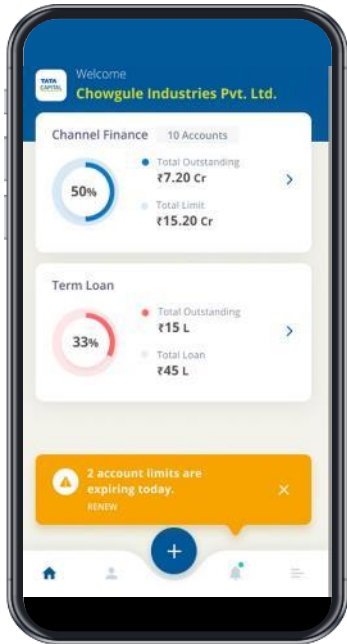 TATA
CAPITAL
Welcome
Chowgule Industries Pvt. Ltd.
Channel Finance 10 Accounts
50%
Total Outstanding
₹7.20 Cr
Total Limit
₹15.20 Cr
Term Loan
33%
Total Outstanding
₹15 L
Total Loan
₹45 L
2 account limits are
expiring today.
RENEW